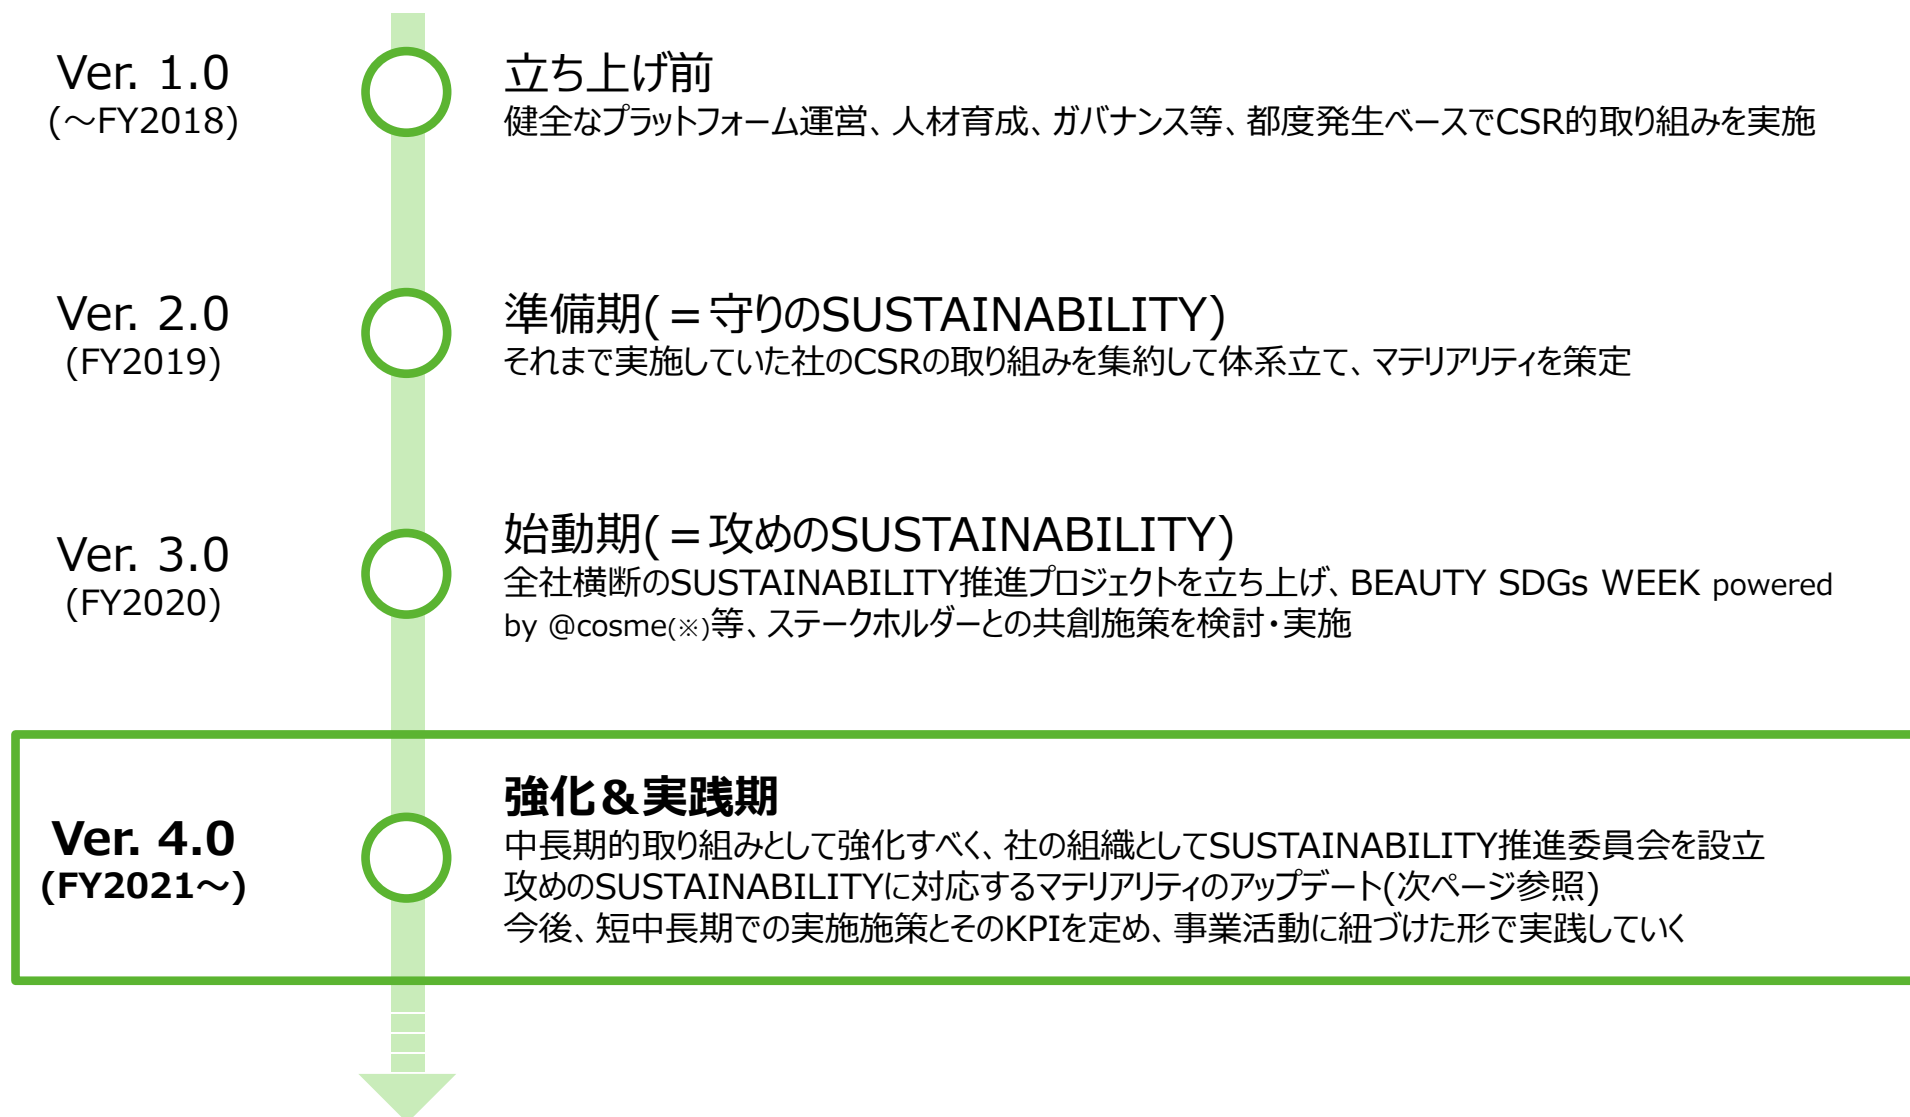 Ver. 1.0
(～FY2018)
立ち上げ前
健全なプラットフォーム運営、人材育成、ガバナンス等、都度発生ベースでCSR的取り組みを実施
Ver. 2.0
(FY2019)
準備期(＝守りのSUSTAINABILITY)
それまで実施していた社のCSRの取り組みを集約して体系立て、マテリアリティを策定
Ver. 3.0
(FY2020)
始動期(＝攻めのSUSTAINABILITY)
全社横断のSUSTAINABILITY推進プロジェクトを立ち上げ、BEAUTY SDGs WEEK powered
by @cosme(※)等、ステークホルダーとの共創施策を検討・実施
Ver. 4.0
(FY2021～)
強化＆実践期
中長期的取り組みとして強化すべく、社の組織としてSUSTAINABILITY推進委員会を設立
攻めのSUSTAINABILITYに対応するマテリアリティのアップデート(次ページ参照)
今後、短中長期での実施施策とそのKPIを定め、事業活動に紐づけた形で実践していく